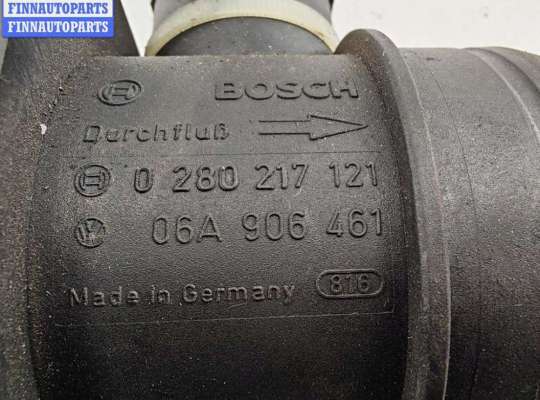 FINNAUTOPARTS
FINNAUTOPARTS
BOSCH
Durchfluß
0 280 217 121
06A 906 461
Made in Germany 816